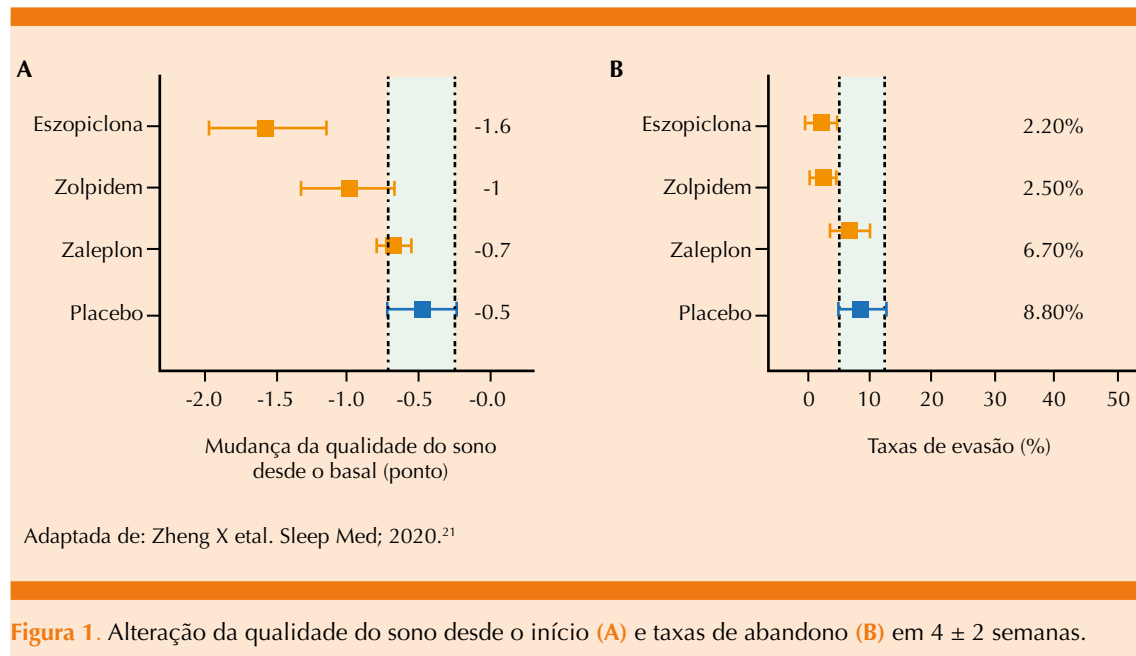 A
Eszopiclona
-1.6
Zolpidem
-1
Zaleplon
-0.7
Placebo
-0.5
-2.0 -1.5 -1.0 -0.5 -0.0
Mudança da qualidade do sono
desde o basal (ponto)
B
Eszopiclona
2.20%
Zolpidem
2.50%
Zaleplon
6.70%
Placebo
8.80%
0 10 20 30 40 50
Taxas de evasão (%)
Adaptada de: Zheng X etal. Sleep Med; 2020.²¹
Figura 1. Alteração da qualidade do sono desde o início (A) e taxas de abandono (B) em 4 ± 2 semanas.